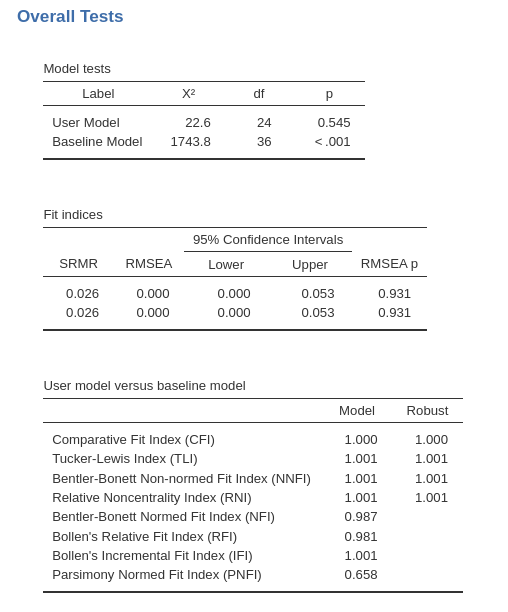 Overall Tests
Model tests
Label X² df p
User Model 22.6 24 0.545
Baseline Model 1743.8 36 < .001
Fit indices
95% Confidence Intervals
SRMR RMSEA Lower Upper RMSEA p
0.026 0.000 0.000 0.053 0.931
0.026 0.000 0.000 0.053 0.931
User model versus baseline model
Model Robust
Comparative Fit Index (CFI) 1.000 1.000
Tucker-Lewis Index (TLI) 1.001 1.001
Bentler-Bonett Non-normed Fit Index (NNFI) 1.001 1.001
Relative Noncentrality Index (RNI) 1.001 1.001
Bentler-Bonett Normed Fit Index (NFI) 0.987
Bollen's Relative Fit Index (RFI) 0.981
Bollen's Incremental Fit Index (IFI) 1.001
Parsimony Normed Fit Index (PNFI) 0.658